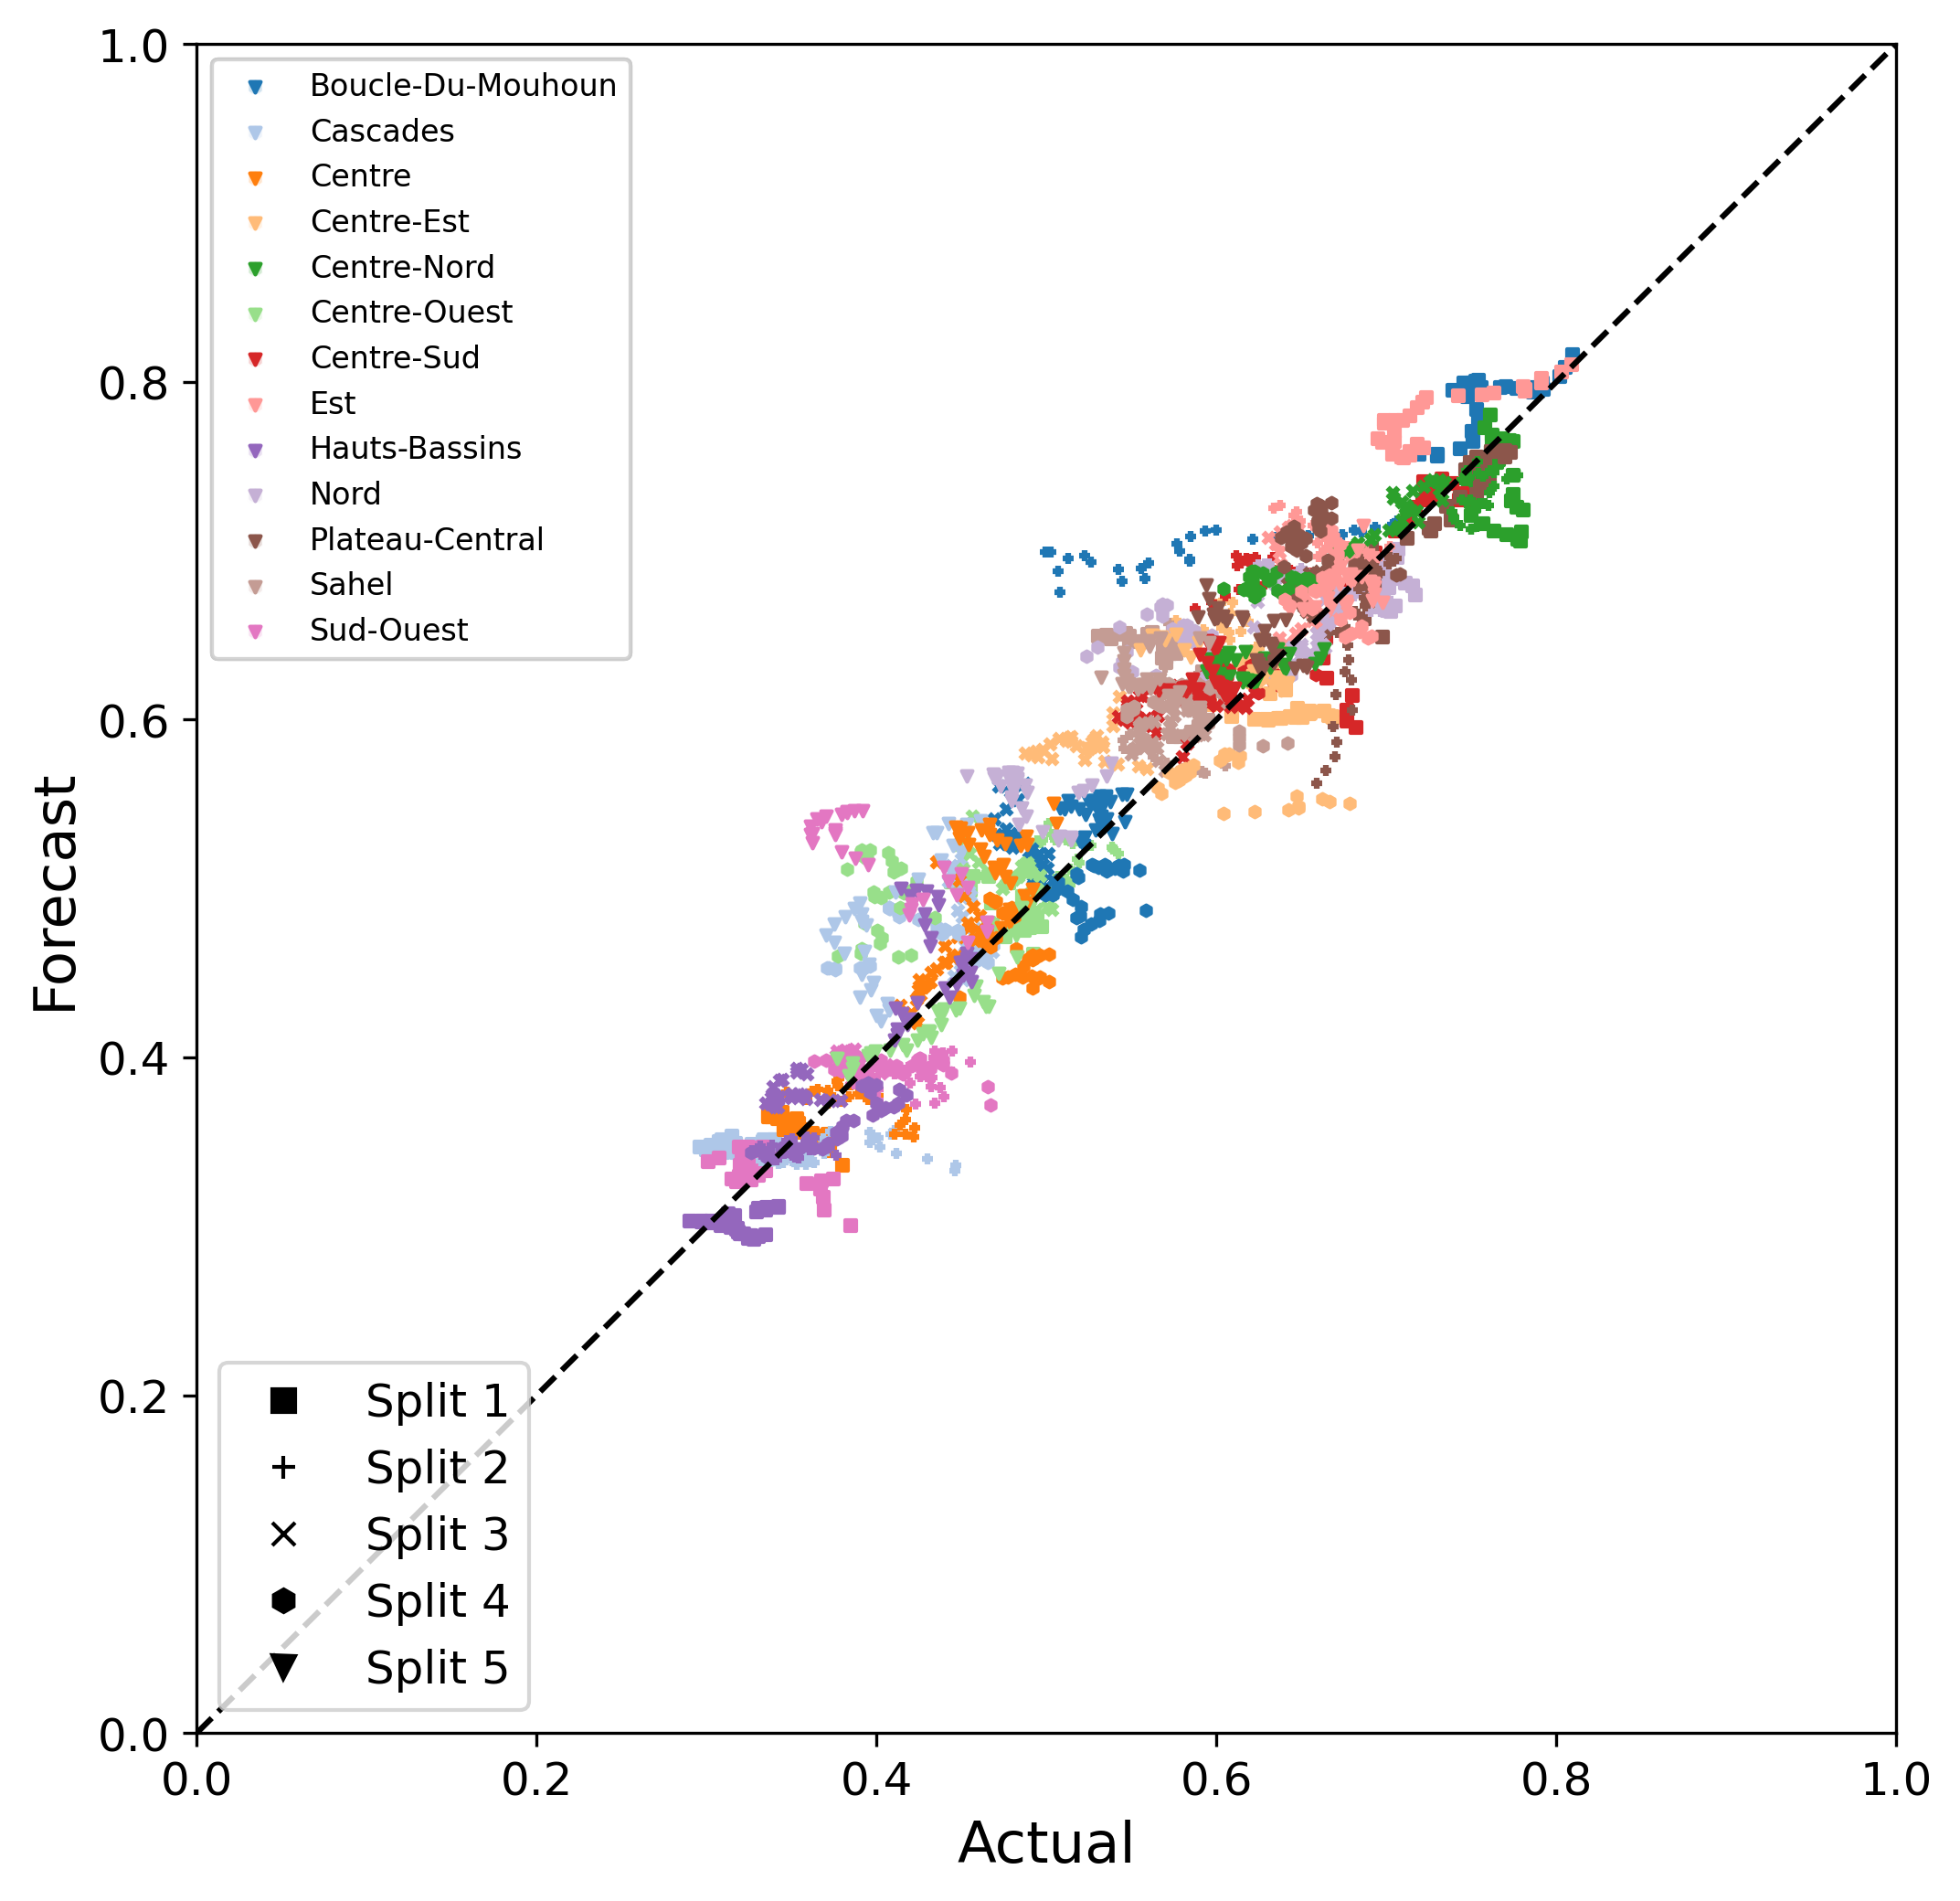 1.0
0.8
0.6
0.4
0.2
0.0
Forecast
Boucle-Du-Mouhoun
Cascades
Centre
Centre-Est
Centre-Nord
Centre-Ouest
Centre-Sud
Est
Hauts-Bassins
Nord
Plateau-Central
Sahel
Sud-Ouest
Split 1
Split 2
Split 3
Split 4
Split 5
0.0 0.2 0.4 0.6 0.8 1.0
Actual